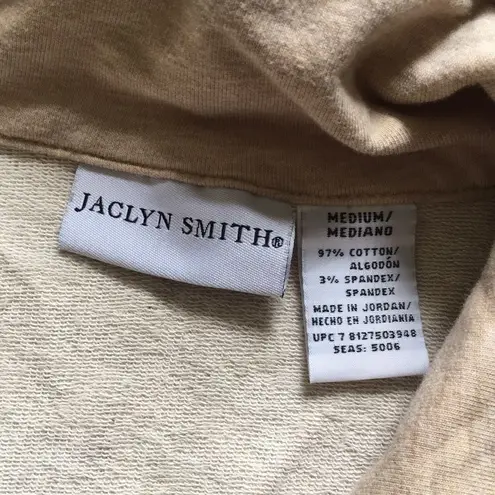 JACLYN SMITH®
MEDIUM/
MEDIANO
97% COTTON/
ALGODÓN
3% SPANDEX/
SPANDEX
MADE IN JORDAN/
HECHO EN JORDIANIA
UPC 7 8127503948
SEAS: 5006